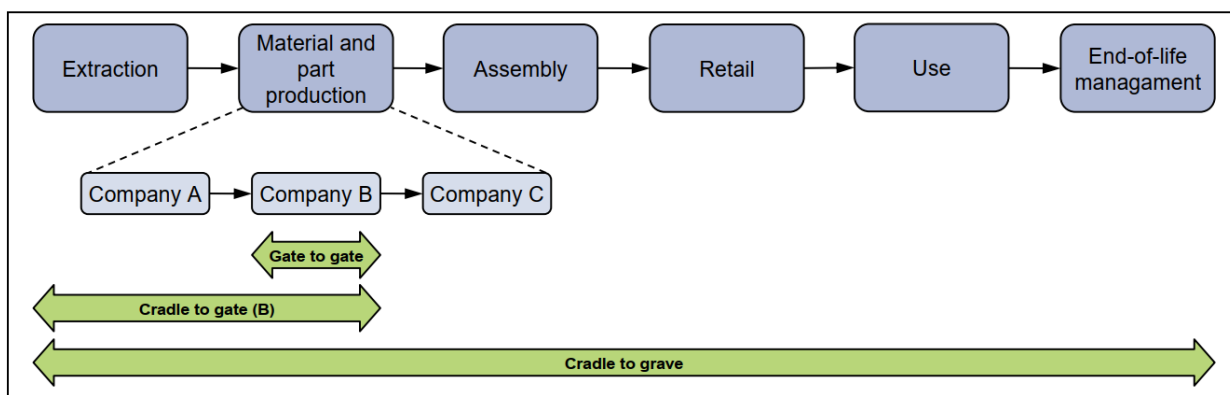 Extraction
Material and
part
production
Assembly
Retail
Use
End-of-life
managament
Company A
Company B
Company C
Gate to gate
Cradle to gate (B)
Cradle to grave